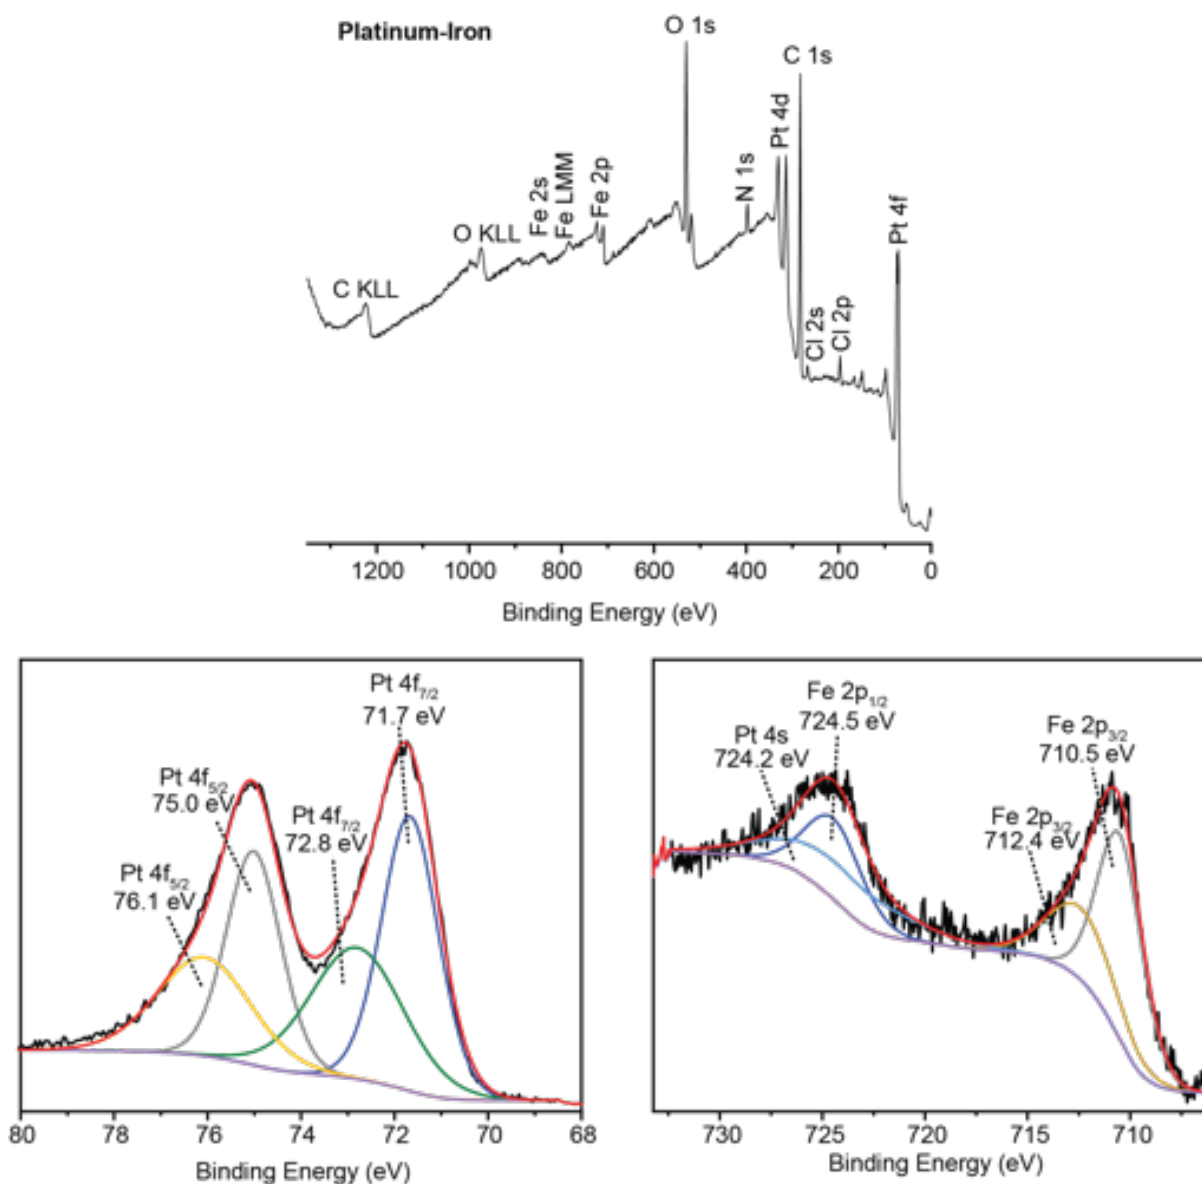 Platinum-Iron
O 1s
C 1s
Pt 4d
N 1s
Fe 2s
Fe LMM
Fe 2p
O KLL
C KLL
Pt 4f
Cl 2s
Cl 2p
1200 1000 800 600 400 200 0
Binding Energy (eV)
Pt 4f7/2
71.7 eV
Pt 4f5/2
75.0 eV
Pt 4f7/2
72.8 eV
Pt 4f5/2
76.1 eV
80 78 76 74 72 70 68
Binding Energy (eV)
Fe 2p1/2
724.5 eV
Pt 4s
724.2 eV
Fe 2p3/2
710.5 eV
Fe 2p3/2
712.4 eV
730 725 720 715 710
Binding Energy (eV)